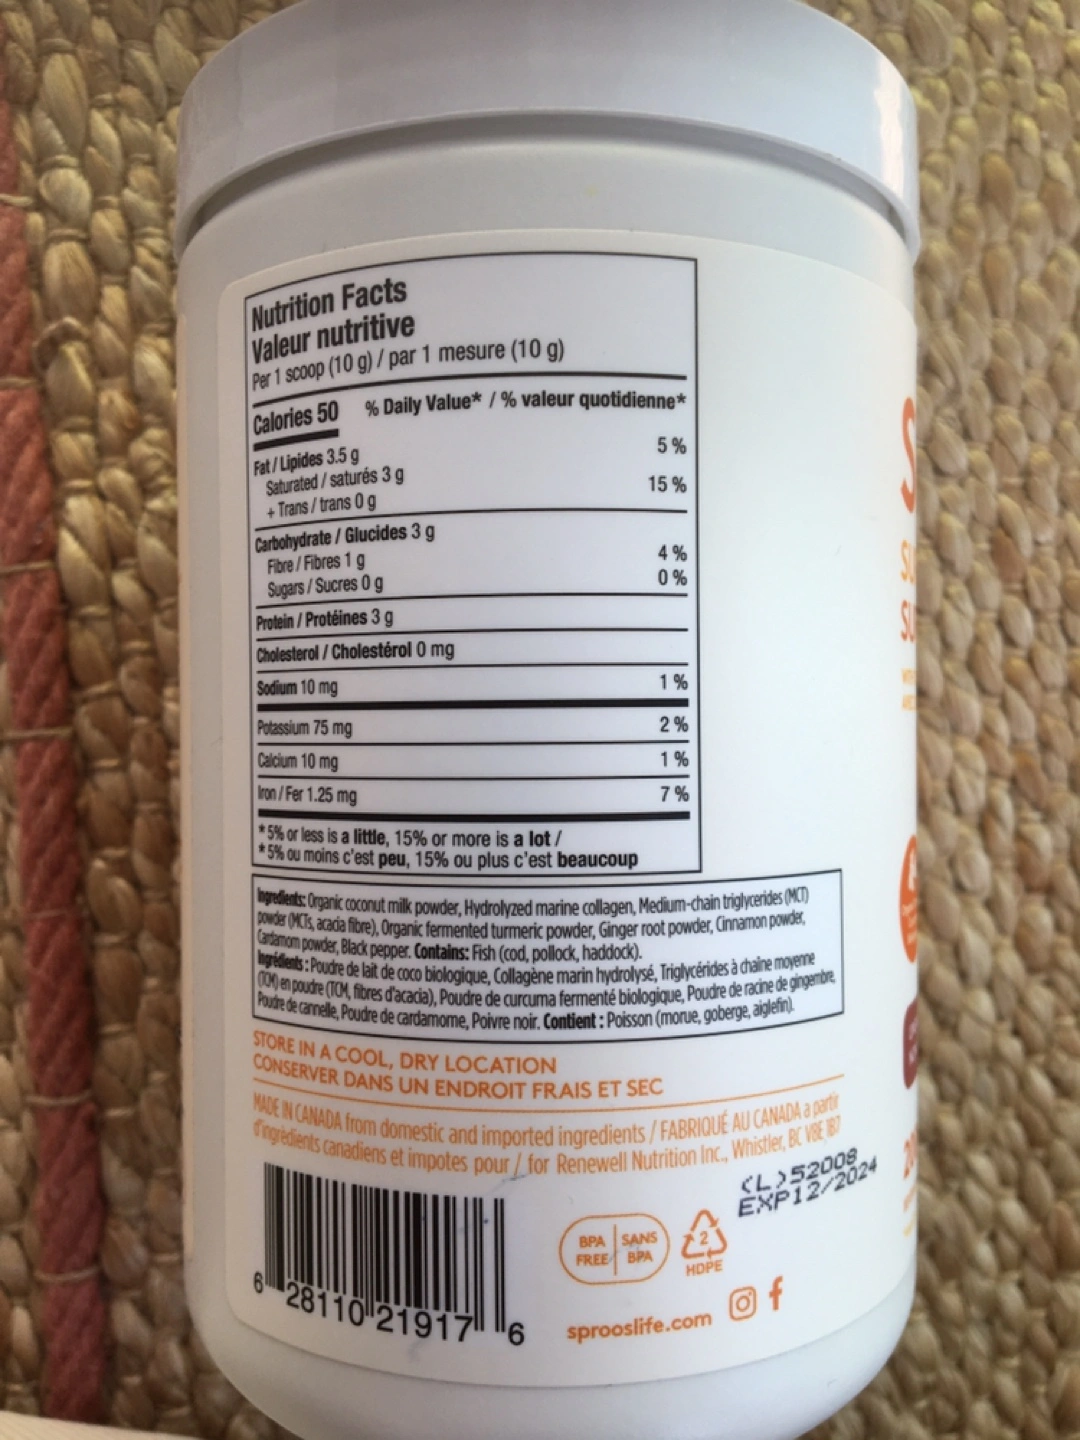 Nutrition Facts
Valeur nutritive
Per 1 scoop (10 g) / par 1 mesure (10 g)
Calories 50 % Daily Value* / % valeur quotidienne*
Fat / Lipides 3.5 g 5 %
Saturated / saturés 3 g 15 %
+ Trans / trans 0 g
Carbohydrate / Glucides 3 g
Fibre / Fibres 1 g 4 %
Sugars / Sucres 0 g 0 %
Protein / Protéines 3 g
Cholesterol / Cholestérol 0 mg
Sodium 10 mg 1 %
Potassium 75 mg 2 %
Calcium 10 mg 1 %
Iron / Fer 1.25 mg 7 %
*5% or less is a little, 15% or more is a lot /
*5% ou moins c'est peu, 15% ou plus c'est beaucoup
Ingredients: Organic coconut milk powder, Hydrolyzed marine collagen, Medium-chain triglycerides (MCT)
powder (MCTs, acacia fibre), Organic fermented turmeric powder, Ginger root powder, Cinnamon powder,
Cardamom powder, Black pepper. Contains: Fish (cod, pollock, haddock).
Ingrédients : Poudre de lait de coco biologique, Collagène marin hydrolysé, Triglycérides à chaîne moyenne
(TCM) en poudre (TCM, fibres d'acacia), Poudre de curcuma fermenté biologique, Poudre de racine de gingembre,
Poudre de cannelle, Poudre de cardamome, Poivre noir. Contient : Poisson (morue, goberge, aiglefin).
STORE IN A COOL, DRY LOCATION
CONSERVER DANS UN ENDROIT FRAIS ET SEC
MADE IN CANADA from domestic and imported ingredients / FABRIQUÉ AU CANADA a partir
d'ingrédients canadiens et impotes pour / for Renewell Nutrition Inc., Whistler, BC V8E 1B7
(L)52008
EXP12/2024
BPA FREE SANS BPA
2
HDPE
6 28110 21917 6
sprooslife.com